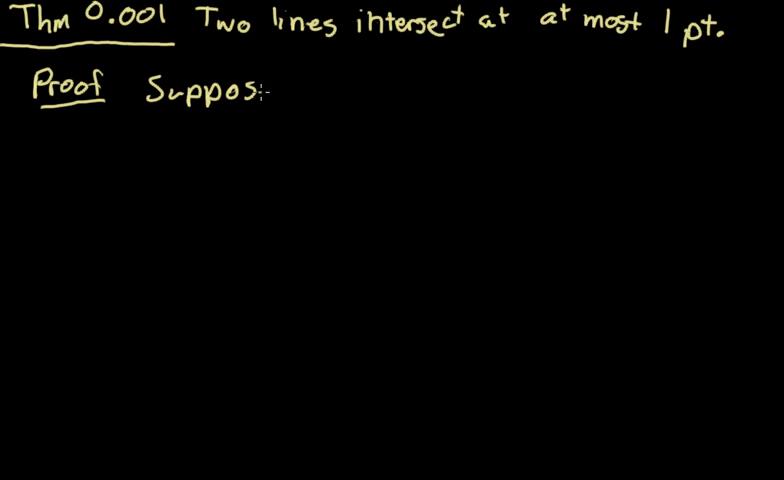 Thm 0.001 Two lines intersect at at most 1 pt.
Proof Suppos